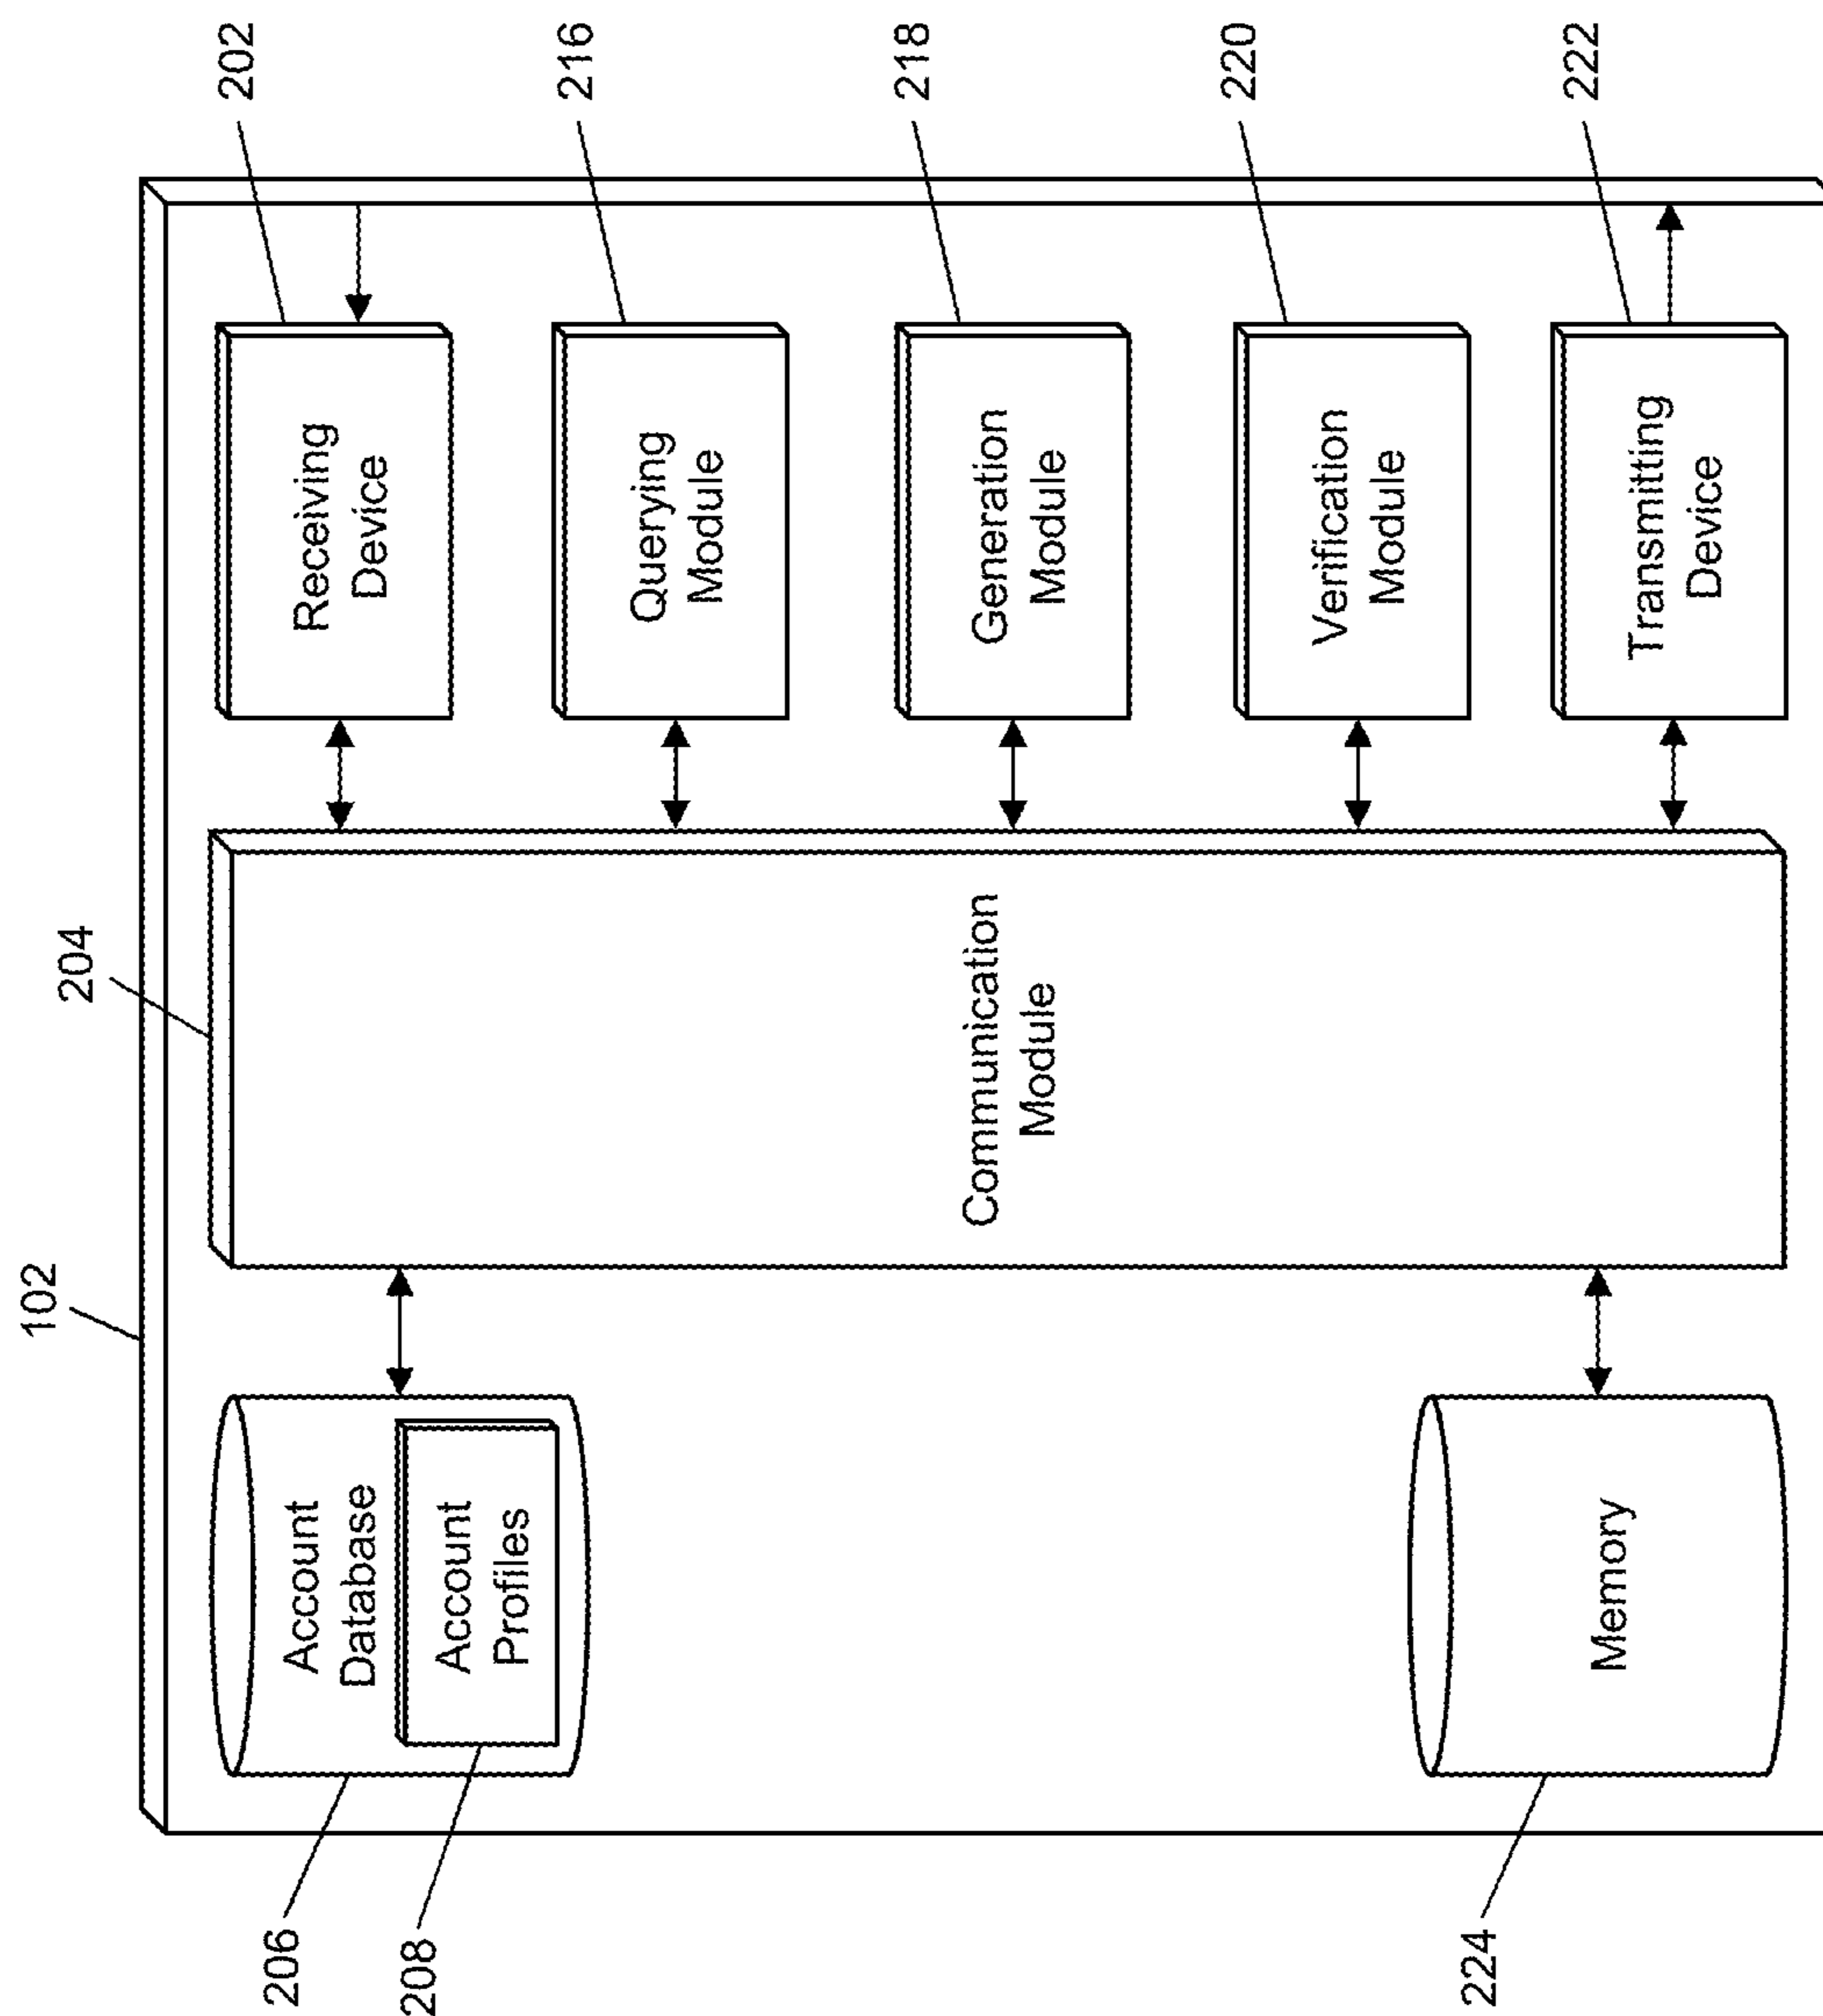 102
204
202
206
Account
Database
Receiving
Device
208
Account
Profiles
216
Querying
Module
Communication
Module
218
Generation
Module
220
Verification
Module
224
Memory
222
Transmitting
Device